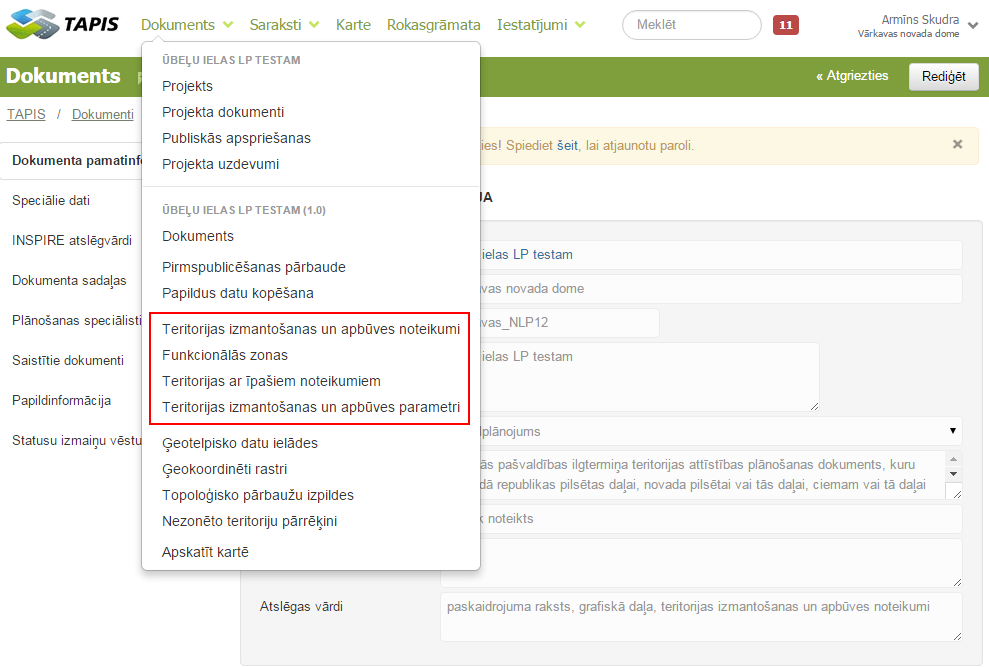 TAPIS
Dokuments
Saraksti
Karte
Rokasgrāmata
Iestatījumi
Meklēt
11
Armīns Skudra
Vārkavas novada dome
Dokuments
« Atgriezties
Rediģēt
TAPIS / Dokumenti
ŪBEĻU IELAS LP TESTAM
Projekts
Projekta dokumenti
Publiskās apspriešanas
Projekta uzdevumi
ŪBEĻU IELAS LP TESTAM (1.0)
Dokuments
Pirmspublicēšanas pārbaude
Papildus datu kopēšana
Teritorijas izmantošanas un apbūves noteikumi
Funkcionālās zonas
Teritorijas ar īpašiem noteikumiem
Teritorijas izmantošanas un apbūves parametri
Ģeotelpisko datu ielādes
Ģeokoordinēti rastri
Topoloģisko pārbaužu izpildes
Nezonēto teritoriju pārrēķini
Apskatīt kartē
Dokumenta pamatinfo
Speciālie dati
INSPIRE atslēgvārdi
Dokumenta sadaļas
Plānošanas speciālisti
Saistītie dokumenti
Papildinformācija
Statusu izmaiņu vēstu
ies! Spiediet šeit, lai atjaunotu paroli.
×
JA
ielas LP testam
vas novada dome
vas_NLP12
ielas LP testam
lplānojums
ās pašvaldības ilgtermiņa teritorijas attīstības plānošanas dokuments, kuru
dā republikas pilsētas daļai, novada pilsētai vai tās daļai, ciemam vai tā daļai
k noteikts
Atslēgas vārdi
paskaidrojuma raksts, grafiskā daļa, teritorijas izmantošanas un apbūves noteikumi